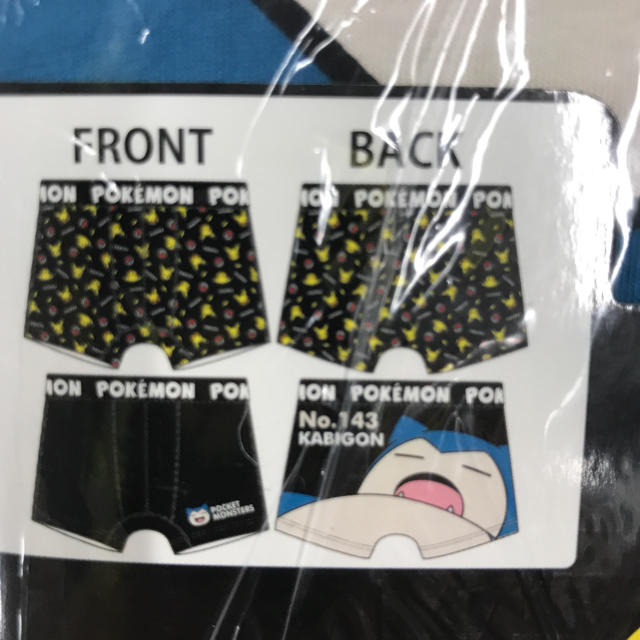 FRONT
BACK
ION POKÉMON POK
ION POKÉMON POK
ION POKÉMON POK
ION POKÉMON POK
No.143
KABIGON
POCKET
MONSTERS